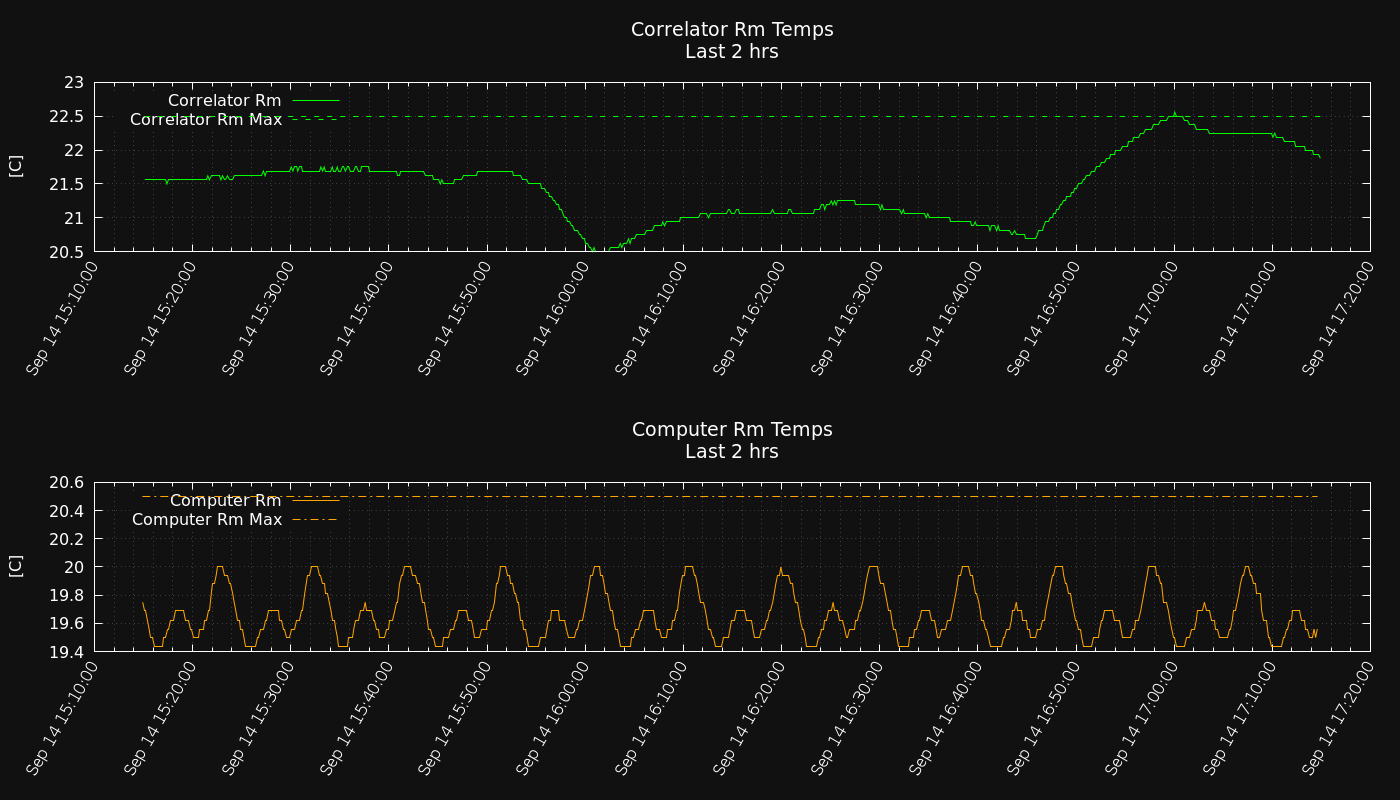 Correlator Rm Temps
Last 2 hrs
23
22.5
22
21.5
21
20.5
[C]
Correlator Rm
Correlator Rm Max
Sep 14 15:10:00
Sep 14 15:20:00
Sep 14 15:30:00
Sep 14 15:40:00
Sep 14 15:50:00
Sep 14 16:00:00
Sep 14 16:10:00
Sep 14 16:20:00
Sep 14 16:30:00
Sep 14 16:40:00
Sep 14 16:50:00
Sep 14 17:00:00
Sep 14 17:10:00
Sep 14 17:20:00
Computer Rm Temps
Last 2 hrs
20.6
20.4
20.2
20
19.8
19.6
19.4
[C]
Computer Rm
Computer Rm Max
Sep 14 15:10:00
Sep 14 15:20:00
Sep 14 15:30:00
Sep 14 15:40:00
Sep 14 15:50:00
Sep 14 16:00:00
Sep 14 16:10:00
Sep 14 16:20:00
Sep 14 16:30:00
Sep 14 16:40:00
Sep 14 16:50:00
Sep 14 17:00:00
Sep 14 17:10:00
Sep 14 17:20:00